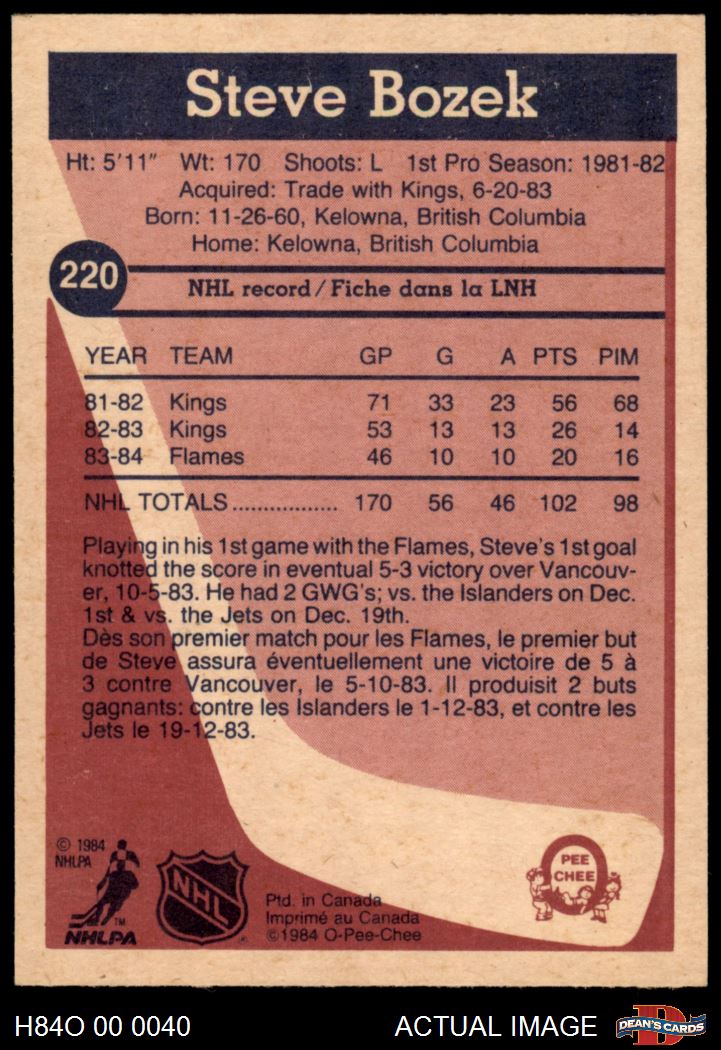 Steve Bozek
Ht: 5'11" Wt: 170 Shoots: L 1st Pro Season: 1981-82
Acquired: Trade with Kings, 6-20-83
Born: 11-26-60, Kelowna, British Columbia
Home: Kelowna, British Columbia
220
NHL record / Fiche dans la LNH
YEAR TEAM GP G A PTS PIM
81-82 Kings 71 33 23 56 68
82-83 Kings 53 13 13 26 14
83-84 Flames 46 10 10 20 16
NHL TOTALS................. 170 56 46 102 98
Playing in his 1st game with the Flames, Steve's 1st goal
knotted the score in eventual 5-3 victory over Vancouv-
er, 10-5-83. He had 2 GWG's; vs. the Islanders on Dec.
1st & vs. the Jets on Dec. 19th.
Dès son premier match pour les Flames, le premier but
de Steve assura éventuellement une victoire de 5 à
3 contre Vancouver, le 5-10-83. Il produisit 2 buts
gagnants: contre les Islanders le 1-12-83, et contre les
Jets le 19-12-83.
© 1984
NHLPA
TM
NHLPA
NHL
Ptd. in Canada
Imprimé au Canada
©1984 O-Pee-Chee
PEE
CHEE
H84O 00 0040 ACTUAL IMAGE
D
DEAN'S CARDS